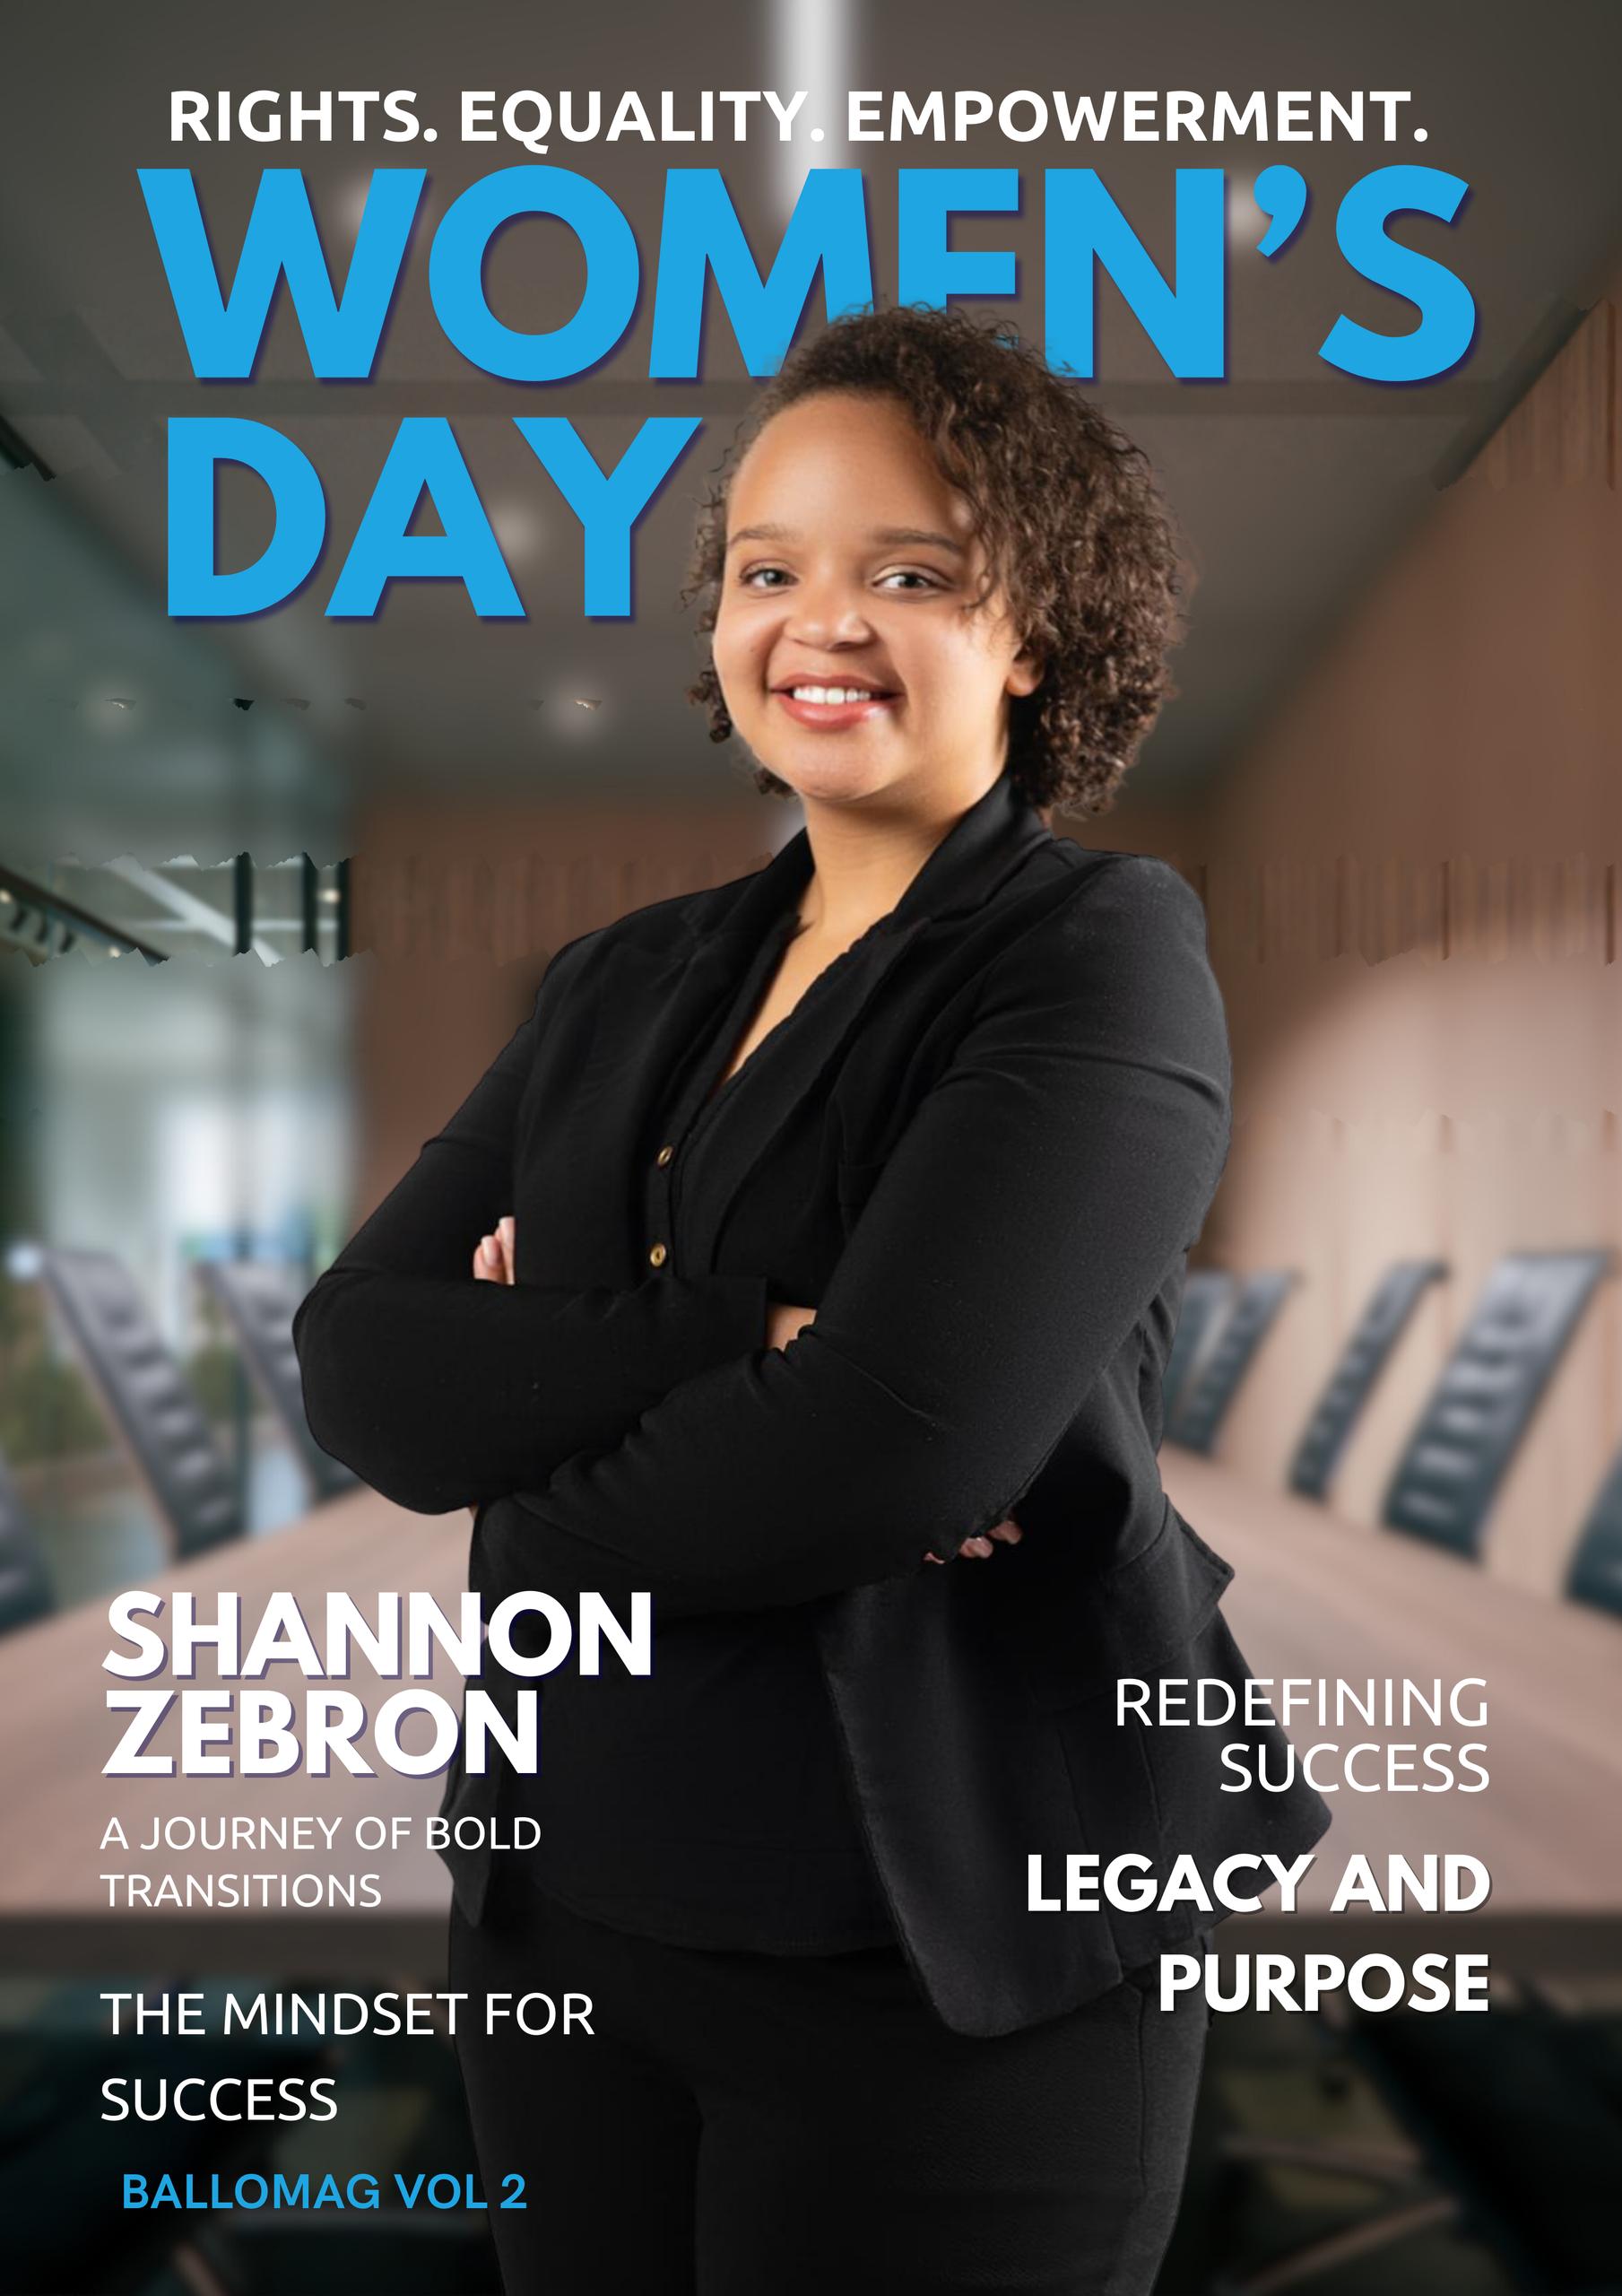 RIGHTS. EQUALITY. EMPOWERMENT.
WOMEN’S
DAY
SHANNON
ZEBRON
A JOURNEY OF BOLD
TRANSITIONS
THE MINDSET FOR
SUCCESS
BALLOMAG VOL 2
REDEFINING
SUCCESS
LEGACY AND
PURPOSE